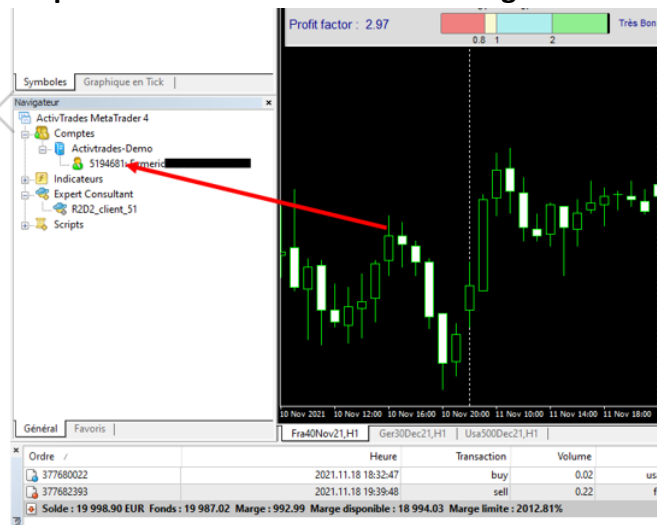 Profit factor : 2.97
Très Bon
0.8 1 2
Symboles Graphique en Tick
Navigateur
ActivTrades MetaTrader 4
Comptes
Activtrades-Demo
5194681:
Indicateurs
Expert Consultant
R2D2_client_51
Scripts
10 Nov 2021 10 Nov 12:00 10 Nov 16:00 10 Nov 20:00 11 Nov 10:00 11 Nov 14:00 11 Nov 18:00
Général Favoris
Fra40Nov21,H1 Ger30Dec21,H1 Usa500Dec21,H1
Ordre / Heure Transaction Volume
377680022 2021.11.18 18:32:47 buy 0.02
377682393 2021.11.18 19:39:48 sell 0.22
Solde : 19 998.90 EUR Fonds : 19 987.02 Marge : 992.99 Marge disponible : 18 994.03 Marge limite : 2012.81%